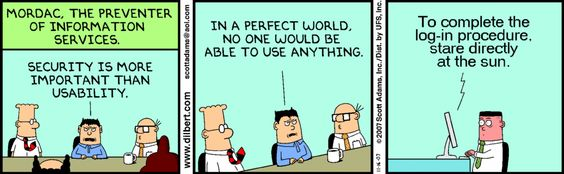 MORDAC, THE PREVENTER
OF INFORMATION
SERVICES.
SECURITY IS MORE
IMPORTANT THAN
USABILITY.
www.dilbert.com
scottadams@aol.com
IN A PERFECT WORLD,
NO ONE WOULD BE
ABLE TO USE ANYTHING.
11-16-07
© 2007 Scott Adams, Inc./Dist. by UFS, Inc.
To complete the
log-in procedure,
stare directly
at the sun.